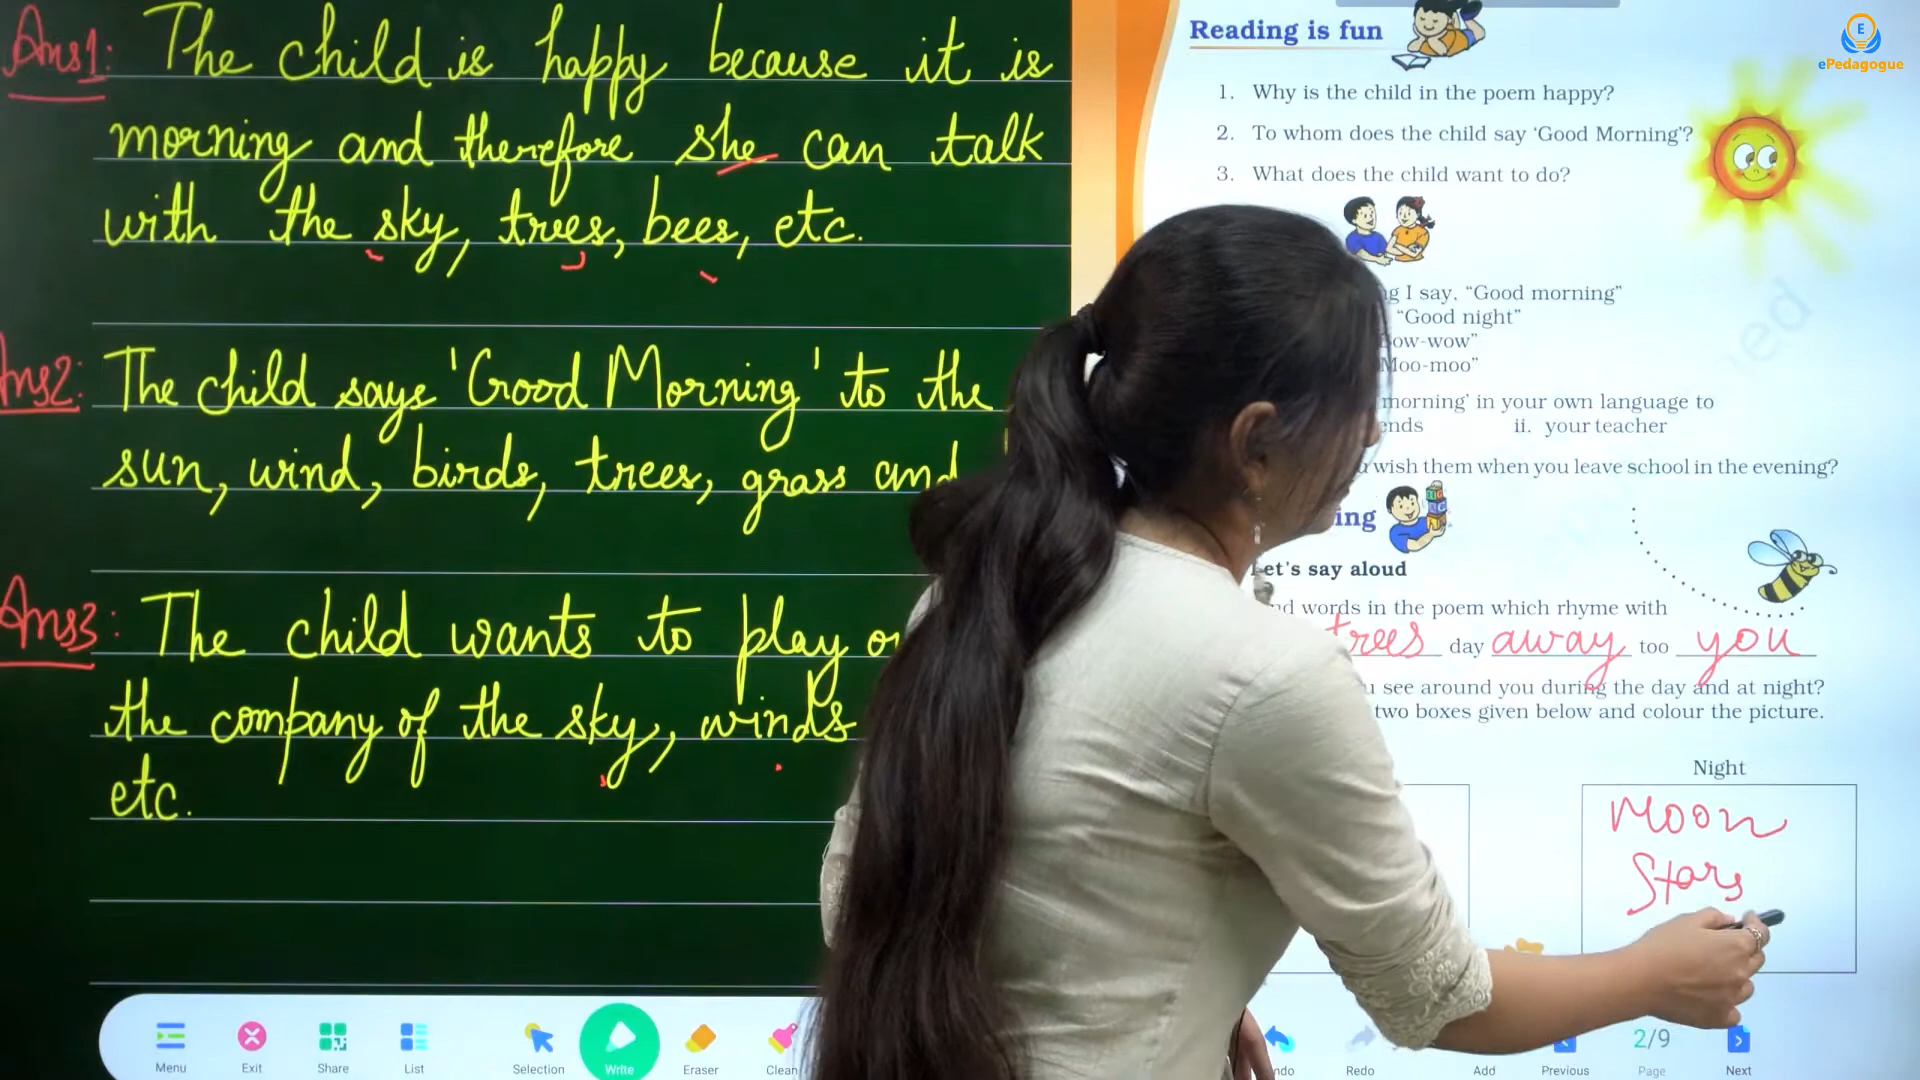 Ans1: The child is happy because it is
morning and therefore she can talk
with the sky, trees, bees, etc.
Ans2: The child says 'Good Morning' to the
sun, wind, birds, trees, grass and
Ans3: The child wants to play
the company of the sky, winds
etc.
Reading is fun
ePedagogue
1. Why is the child in the poem happy?
2. To whom does the child say 'Good Morning'?
3. What does the child want to do?
I say, “Good morning”
“Good night”
ow-wow”
Moo-moo”
morning' in your own language to
ends ii. your teacher
wish them when you leave school in the evening?
ing
Let's say aloud
words in the poem which rhyme with
trees day away too you
see around you during the day and at night?
two boxes given below and colour the picture.
Night
Moon
Stars
Menu Exit Share List Selection Write Eraser Clean ndo Redo Add Previous Page Next
2/9